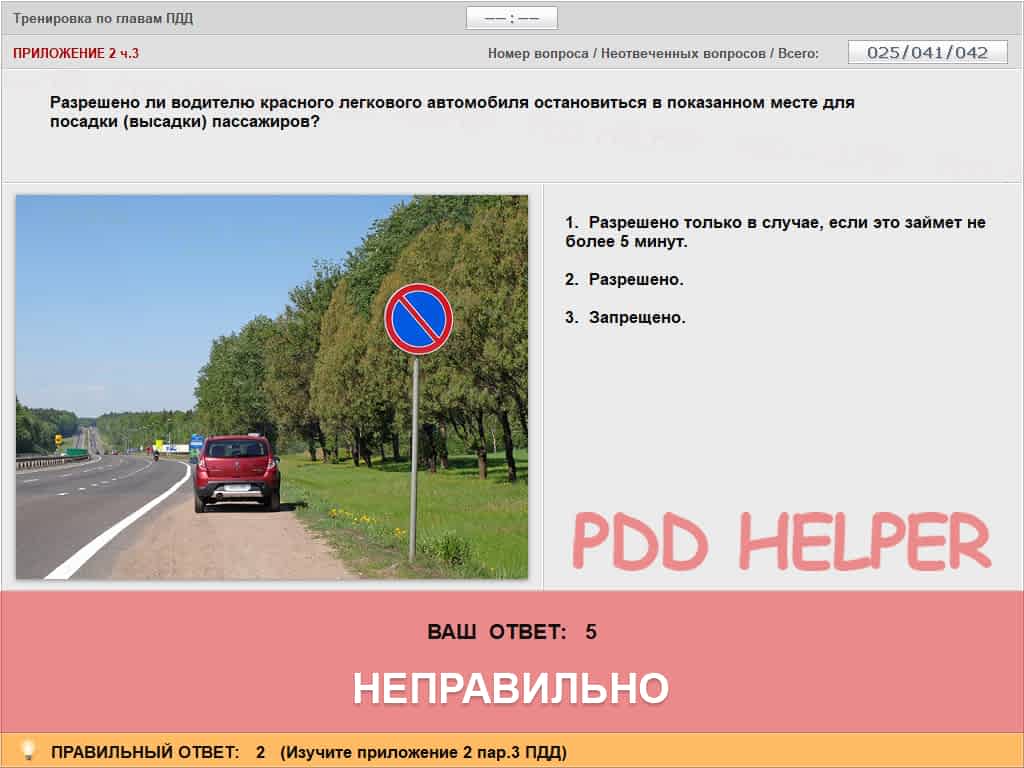 Тренировка по главам ПДД
–– : ––
ПРИЛОЖЕНИЕ 2 ч.3
Номер вопроса / Неотвеченных вопросов / Всего:
025/041/042
Разрешено ли водителю красного легкового автомобиля остановиться в показанном месте для
посадки (высадки) пассажиров?
1. Разрешено только в случае, если это займет не
более 5 минут.
2. Разрешено.
3. Запрещено.
PDD HELPER
ВАШ ОТВЕТ: 5
НЕПРАВИЛЬНО
ПРАВИЛЬНЫЙ ОТВЕТ: 2 (Изучите приложение 2 пар.3 ПДД)